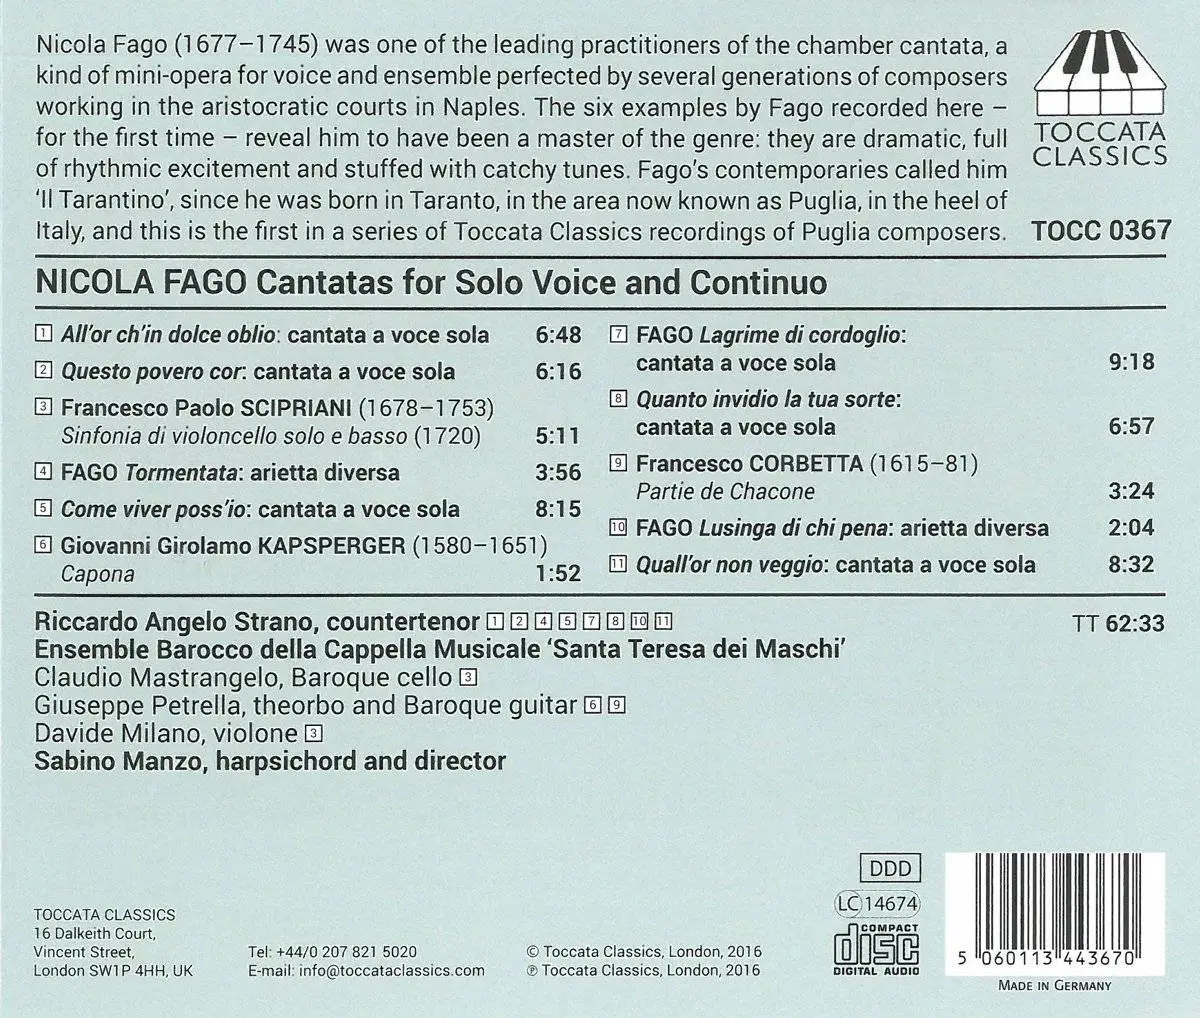 Nicola Fago (1677–1745) was one of the leading practitioners of the chamber cantata, a
kind of mini-opera for voice and ensemble perfected by several generations of composers
working in the aristocratic courts in Naples. The six examples by Fago recorded here –
for the first time – reveal him to have been a master of the genre: they are dramatic, full
of rhythmic excitement and stuffed with catchy tunes. Fago's contemporaries called him
'Il Tarantino', since he was born in Taranto, in the area now known as Puglia, in the heel of
Italy, and this is the first in a series of Toccata Classics recordings of Puglia composers.
TOCCATA
CLASSICS
TOCC 0367
NICOLA FAGO Cantatas for Solo Voice and Continuo
1 All'or ch'in dolce oblio: cantata a voce sola 6:48
2 Questo povero cor: cantata a voce sola 6:16
3 Francesco Paolo SCIPRIANI (1678–1753)
Sinfonia di violoncello solo e basso (1720) 5:11
4 FAGO Tormentata: arietta diversa 3:56
5 Come viver poss'io: cantata a voce sola 8:15
6 Giovanni Girolamo KAPSPERGER (1580–1651)
Capona 1:52
7 FAGO Lagrime di cordoglio:
cantata a voce sola 9:18
8 Quanto invidio la tua sorte:
cantata a voce sola 6:57
9 Francesco CORBETTA (1615–81)
Partie de Chacone 3:24
10 FAGO Lusinga di chi pena: arietta diversa 2:04
11 Quall'or non veggio: cantata a voce sola 8:32
Riccardo Angelo Strano, countertenor 1 2 4 5 7 8 10 11
TT 62:33
Ensemble Barocco della Cappella Musicale 'Santa Teresa dei Maschi'
Claudio Mastrangelo, Baroque cello 3
Giuseppe Petrella, theorbo and Baroque guitar 6 9
Davide Milano, violone 3
Sabino Manzo, harpsichord and director
TOCCATA CLASSICS
16 Dalkeith Court,
Vincent Street,
London SW1P 4HH, UK
Tel: +44/0 207 821 5020
E-mail: info@toccataclassics.com
© Toccata Classics, London, 2016
℗ Toccata Classics, London, 2016
DDD
LC 14674
COMPACT
disc
DIGITAL AUDIO
5 060113 443670
MADE IN GERMANY